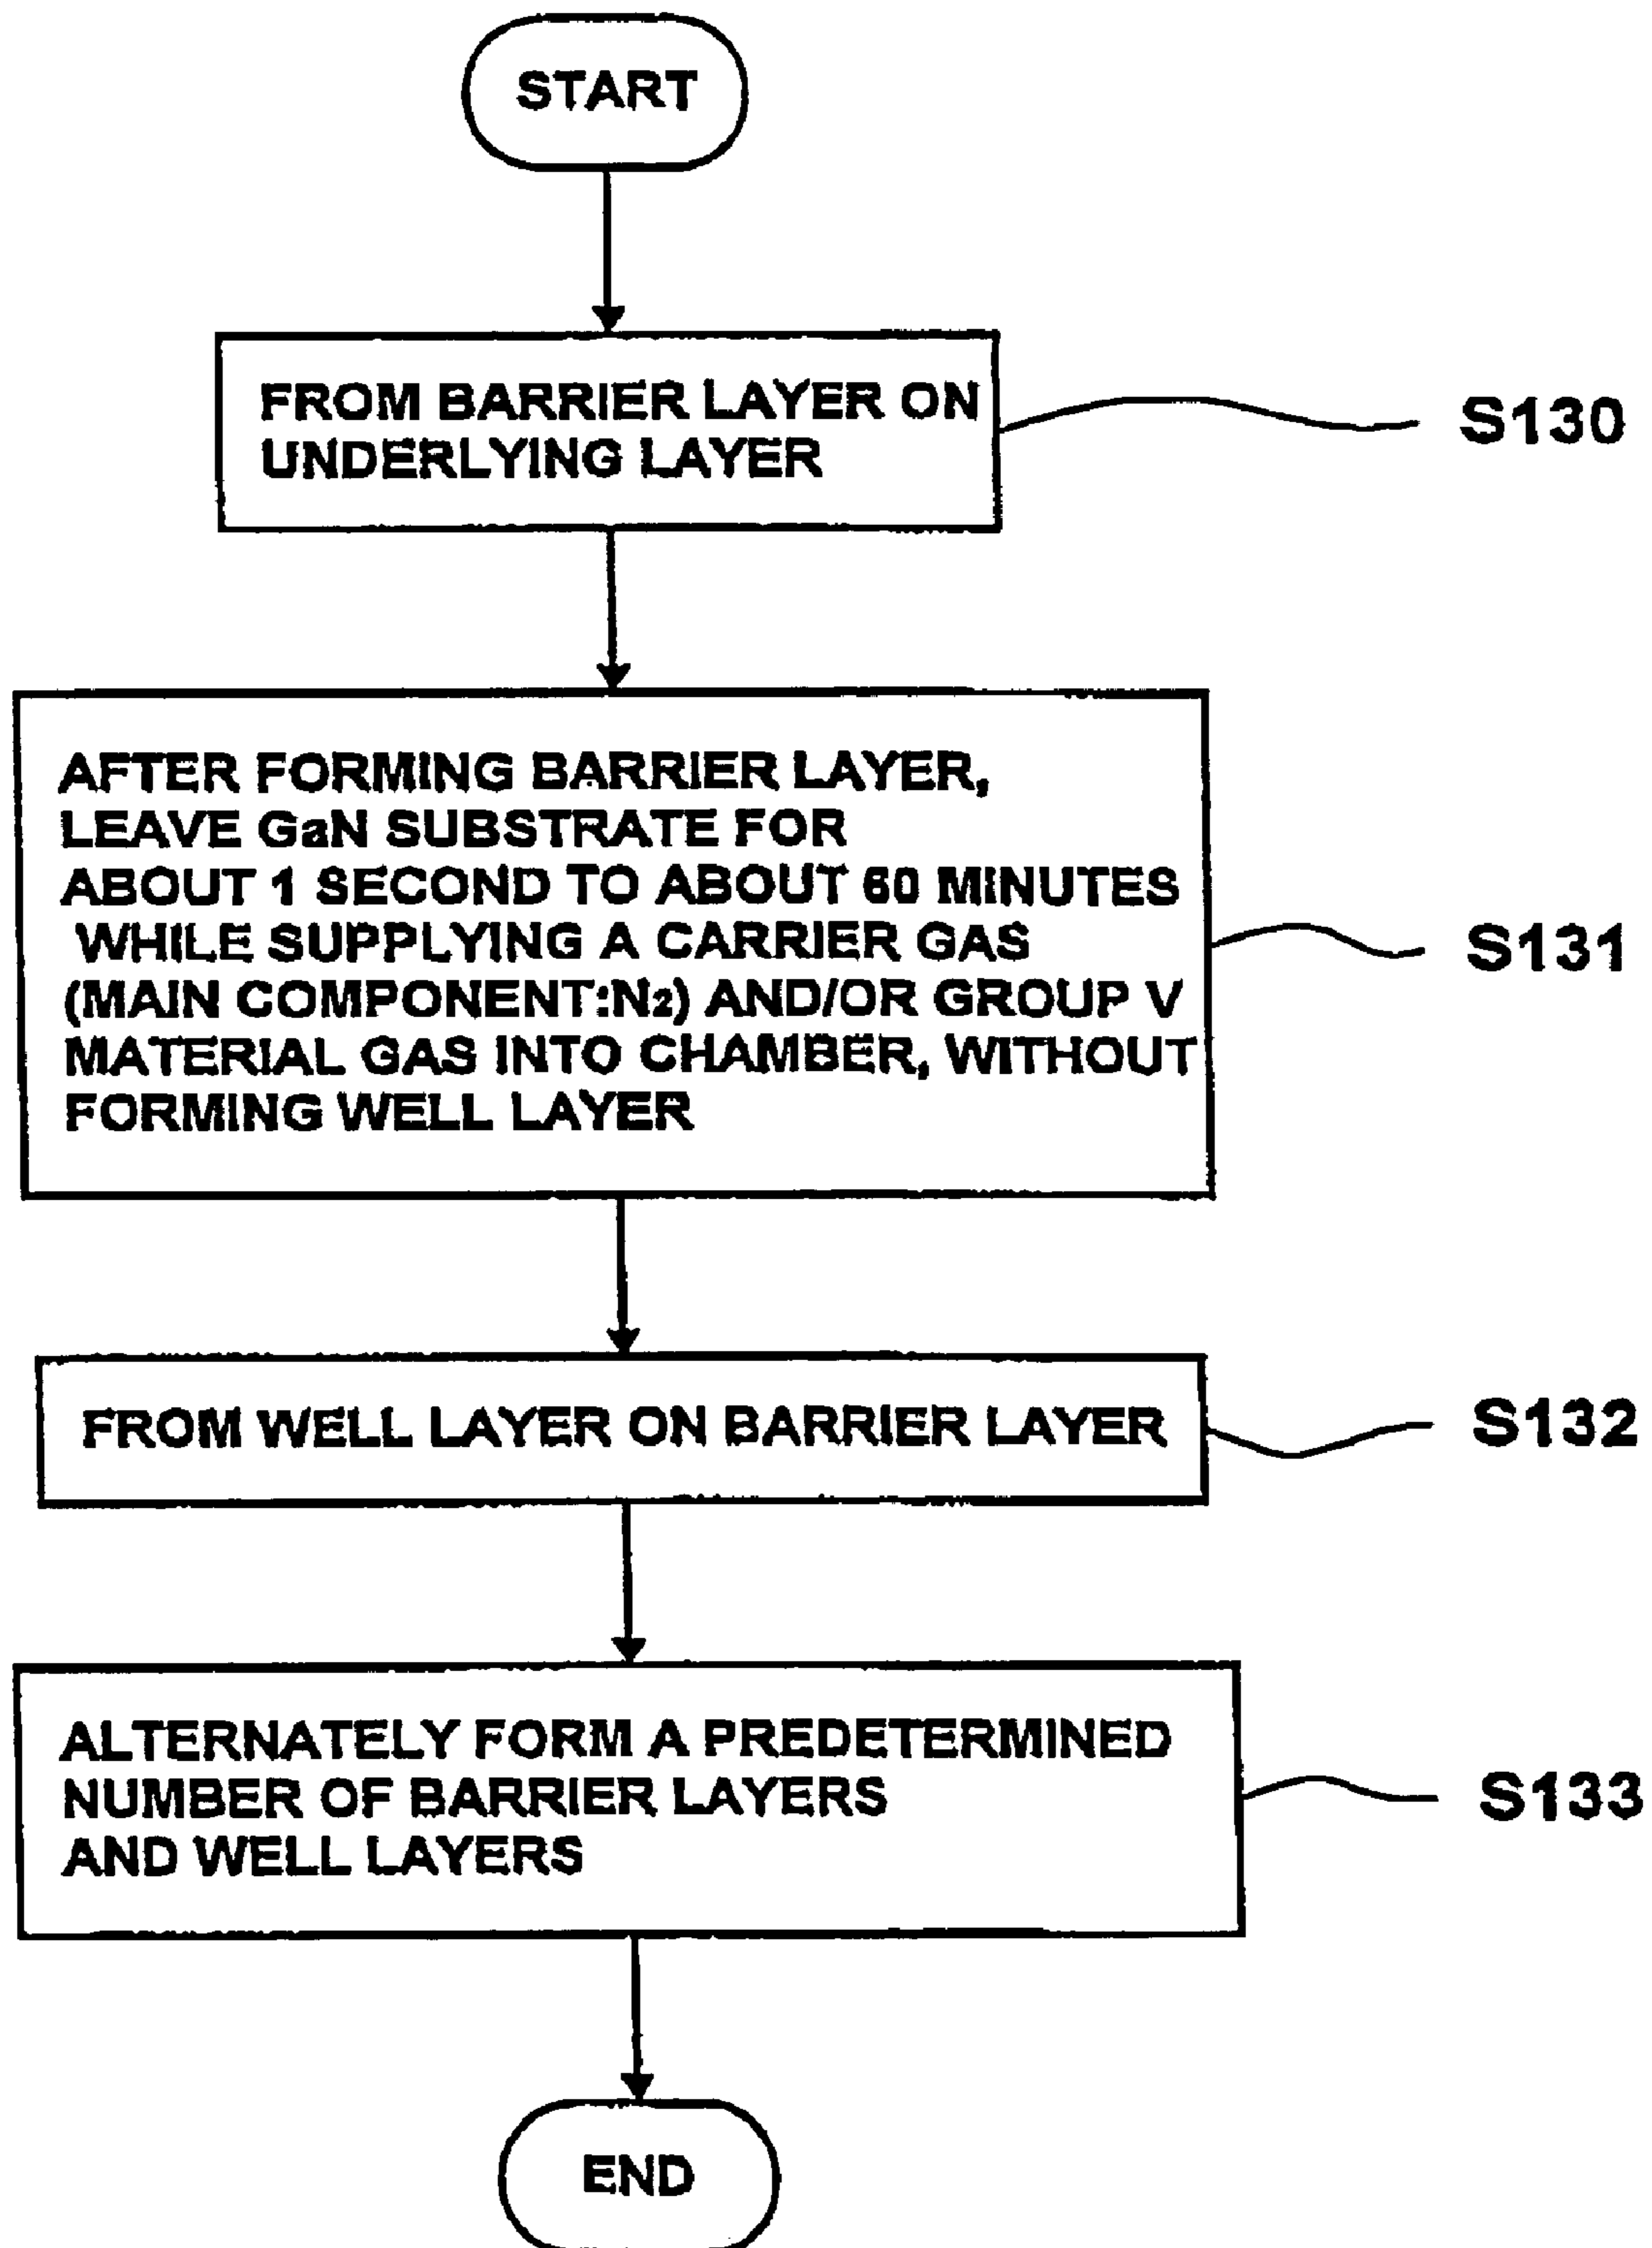 START
FROM BARRIER LAYER ON
UNDERLYING LAYER
S130
AFTER FORMING BARRIER LAYER,
LEAVE GaN SUBSTRATE FOR
ABOUT 1 SECOND TO ABOUT 60 MINUTES
WHILE SUPPLYING A CARRIER GAS
(MAIN COMPONENT:N₂) AND/OR GROUP V
MATERIAL GAS INTO CHAMBER, WITHOUT
FORMING WELL LAYER
S131
FROM WELL LAYER ON BARRIER LAYER
S132
ALTERNATELY FORM A PREDETERMINED
NUMBER OF BARRIER LAYERS
AND WELL LAYERS
S133
END